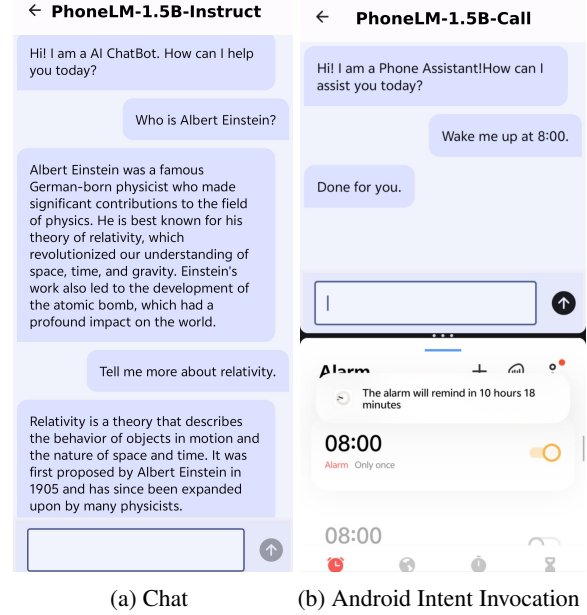 PhoneLM-1.5B-Instruct
Hi! I am a AI ChatBot. How can I help
you today?
Who is Albert Einstein?
Albert Einstein was a famous
German-born physicist who made
significant contributions to the field
of physics. He is best known for his
theory of relativity, which
revolutionized our understanding of
space, time, and gravity. Einstein's
work also led to the development of
the atomic bomb, which had a
profound impact on the world.
Tell me more about relativity.
Relativity is a theory that describes
the behavior of objects in motion and
the nature of space and time. It was
first proposed by Albert Einstein in
1905 and has since been expanded
upon by many physicists.
(a) Chat
PhoneLM-1.5B-Call
Hi! I am a Phone Assistant!How can I
assist you today?
Wake me up at 8:00.
Done for you.
Alarm
The alarm will remind in 10 hours 18
minutes
08:00
Alarm Only once
08:00
(b) Android Intent Invocation